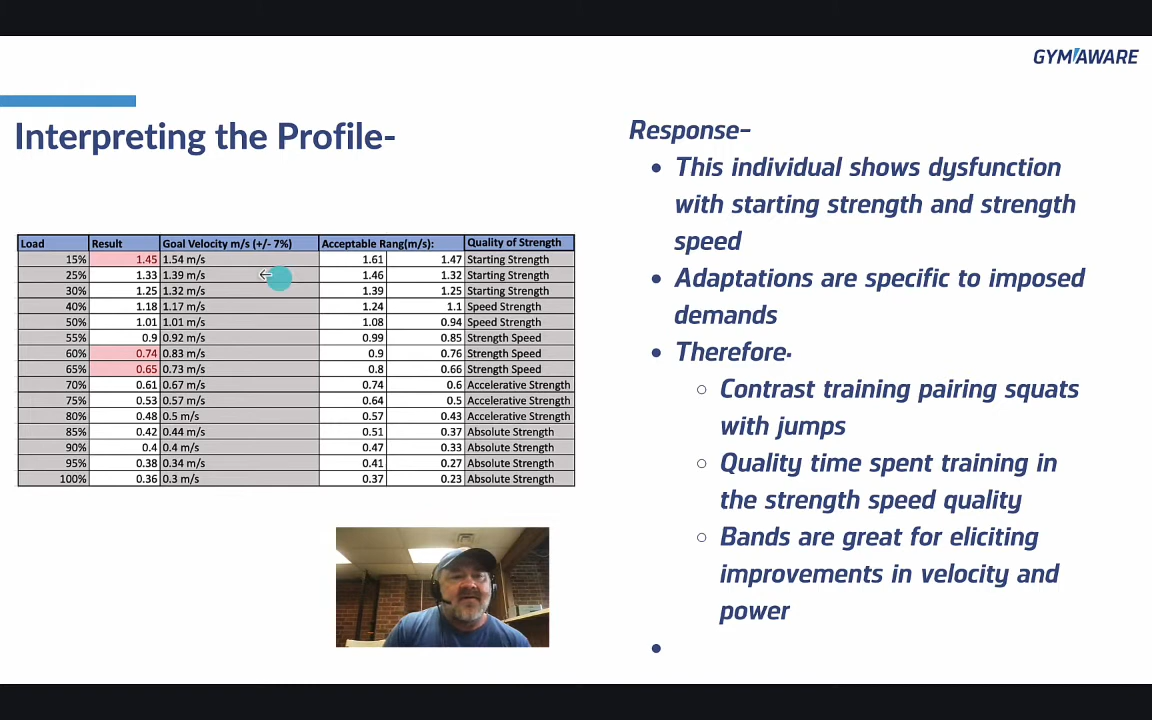 GYMAWARE
Interpreting the Profile-
Load Result Goal Velocity m/s (+/- 7%) Acceptable Rang(m/s): Quality of Strength
15% 1.45 1.54 m/s 1.61 1.47 Starting Strength
25% 1.33 1.39 m/s 1.46 1.32 Starting Strength
30% 1.25 1.32 m/s 1.39 1.25 Starting Strength
40% 1.18 1.17 m/s 1.24 1.1 Speed Strength
50% 1.01 1.01 m/s 1.08 0.94 Speed Strength
55% 0.9 0.92 m/s 0.99 0.85 Strength Speed
60% 0.74 0.83 m/s 0.9 0.76 Strength Speed
65% 0.65 0.73 m/s 0.8 0.66 Strength Speed
70% 0.61 0.67 m/s 0.74 0.6 Accelerative Strength
75% 0.53 0.57 m/s 0.64 0.5 Accelerative Strength
80% 0.48 0.5 m/s 0.57 0.43 Accelerative Strength
85% 0.42 0.44 m/s 0.51 0.37 Absolute Strength
90% 0.4 0.4 m/s 0.47 0.33 Absolute Strength
95% 0.38 0.34 m/s 0.41 0.27 Absolute Strength
100% 0.36 0.3 m/s 0.37 0.23 Absolute Strength
Response-
• This individual shows dysfunction
with starting strength and strength
speed
• Adaptations are specific to imposed
demands
• Therefore-
○ Contrast training pairing squats
with jumps
○ Quality time spent training in
the strength speed quality
○ Bands are great for eliciting
improvements in velocity and
power
•